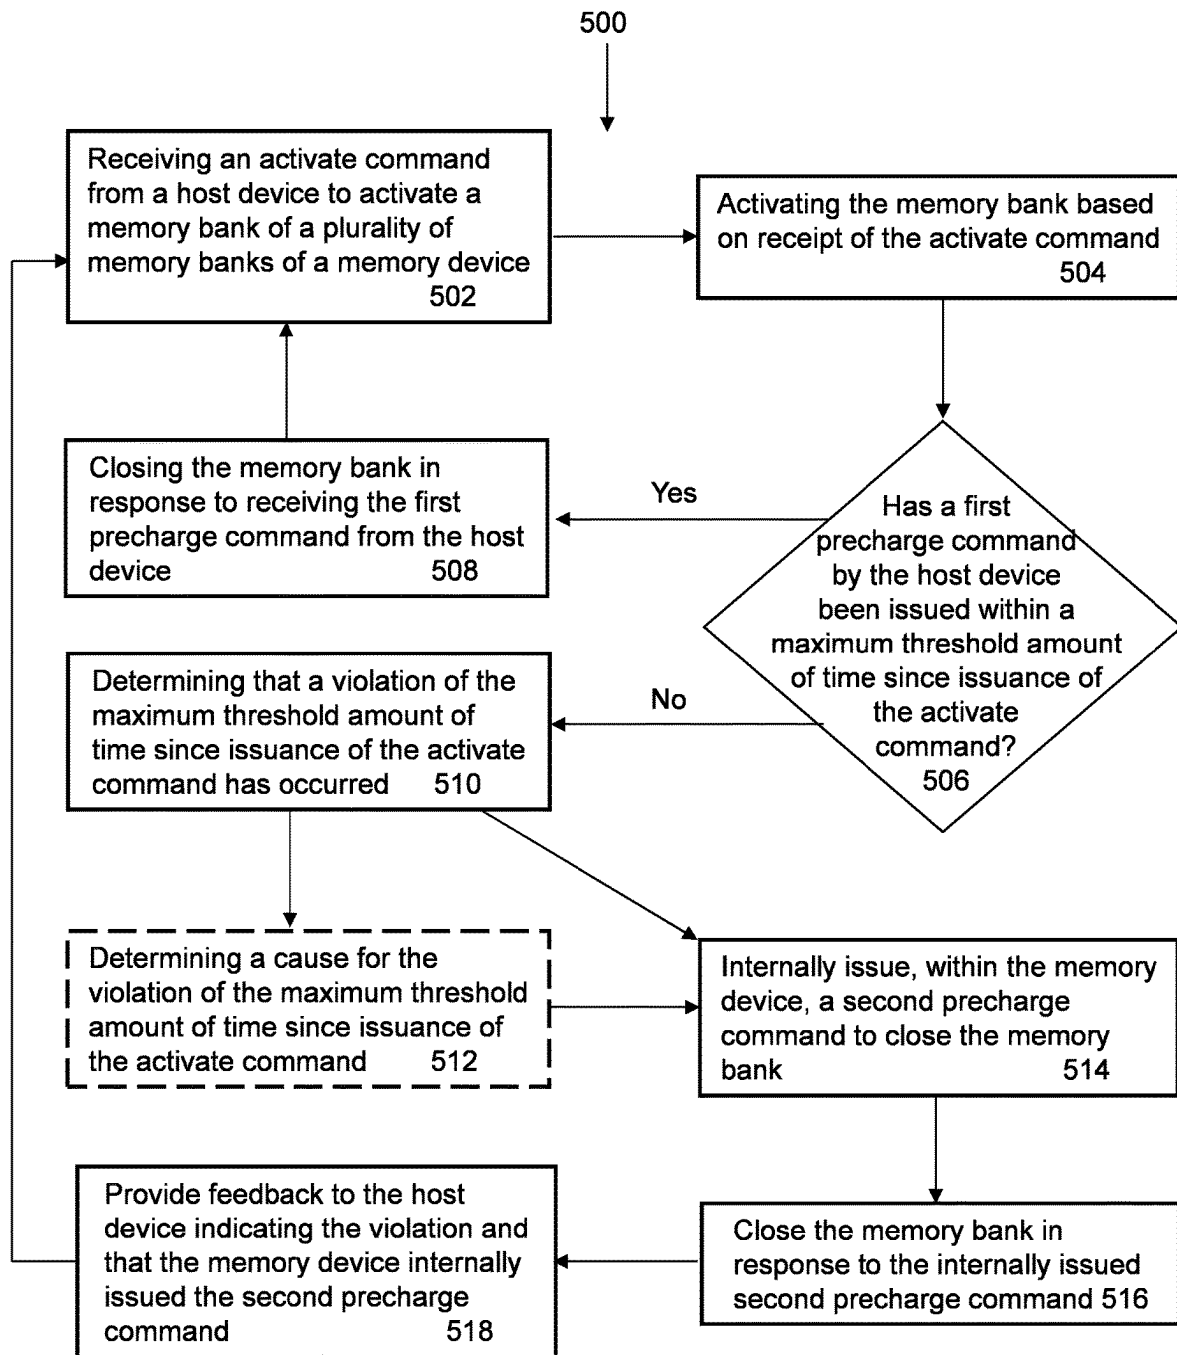 500
Receiving an activate command
from a host device to activate a
memory bank of a plurality of
memory banks of a memory device
502
Activating the memory bank based
on receipt of the activate command
504
Has a first
precharge command
by the host device
been issued within a
maximum threshold amount
of time since issuance of
the activate
command?
506
Yes
Closing the memory bank in
response to receiving the first
precharge command from the host
device 508
No
Determining that a violation of the
maximum threshold amount of
time since issuance of the activate
command has occurred 510
Determining a cause for the
violation of the maximum threshold
amount of time since issuance of
the activate command 512
Internally issue, within the memory
device, a second precharge
command to close the memory
bank 514
Close the memory bank in
response to the internally issued
second precharge command 516
Provide feedback to the host
device indicating the violation and
that the memory device internally
issued the second precharge
command 518